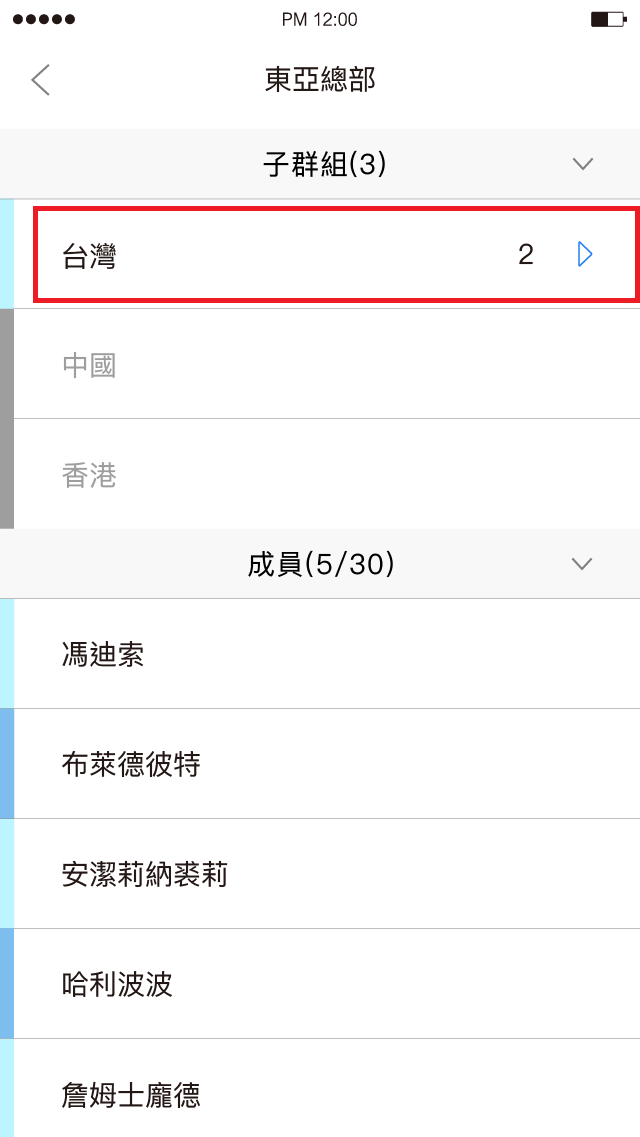 PM 12:00
東亞總部
子群組(3)
台灣 2
中國
香港
成員(5/30)
馮迪索
布萊德彼特
安潔莉納裘莉
哈利波波
詹姆士龐德